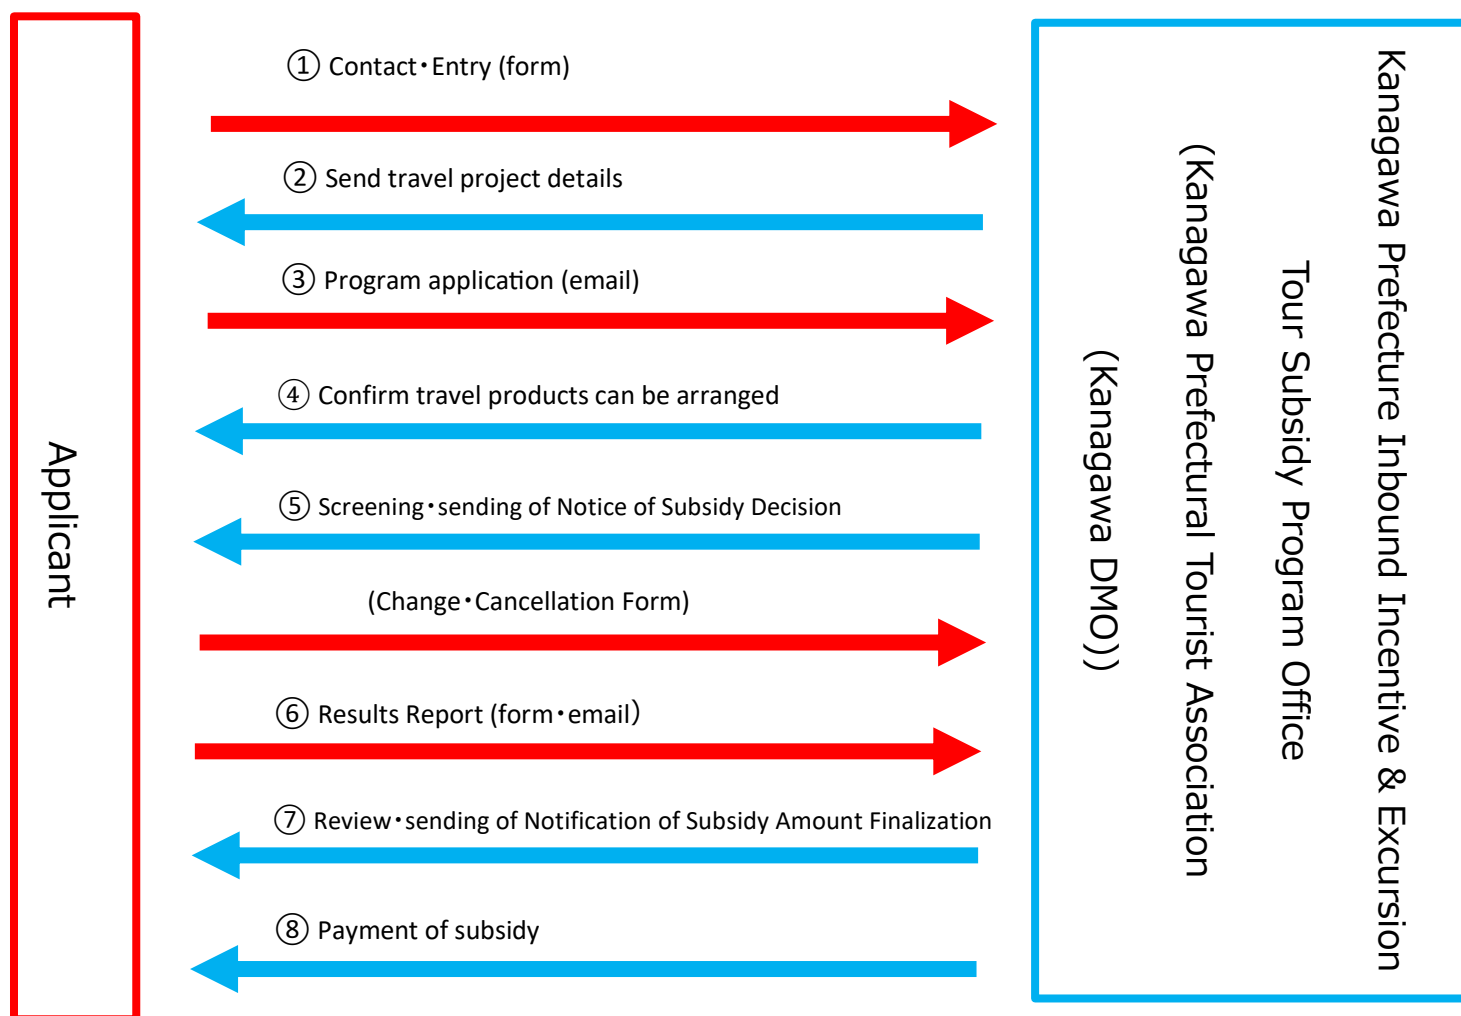 Applicant
① Contact・Entry (form)
② Send travel project details
③ Program application (email)
④ Confirm travel products can be arranged
⑤ Screening・sending of Notice of Subsidy Decision
(Change・Cancellation Form)
⑥ Results Report (form・email）
⑦ Review・sending of Notification of Subsidy Amount Finalization
⑧ Payment of subsidy
Kanagawa Prefecture Inbound Incentive & Excursion
Tour Subsidy Program Office
(Kanagawa Prefectural Tourist Association
(Kanagawa DMO))